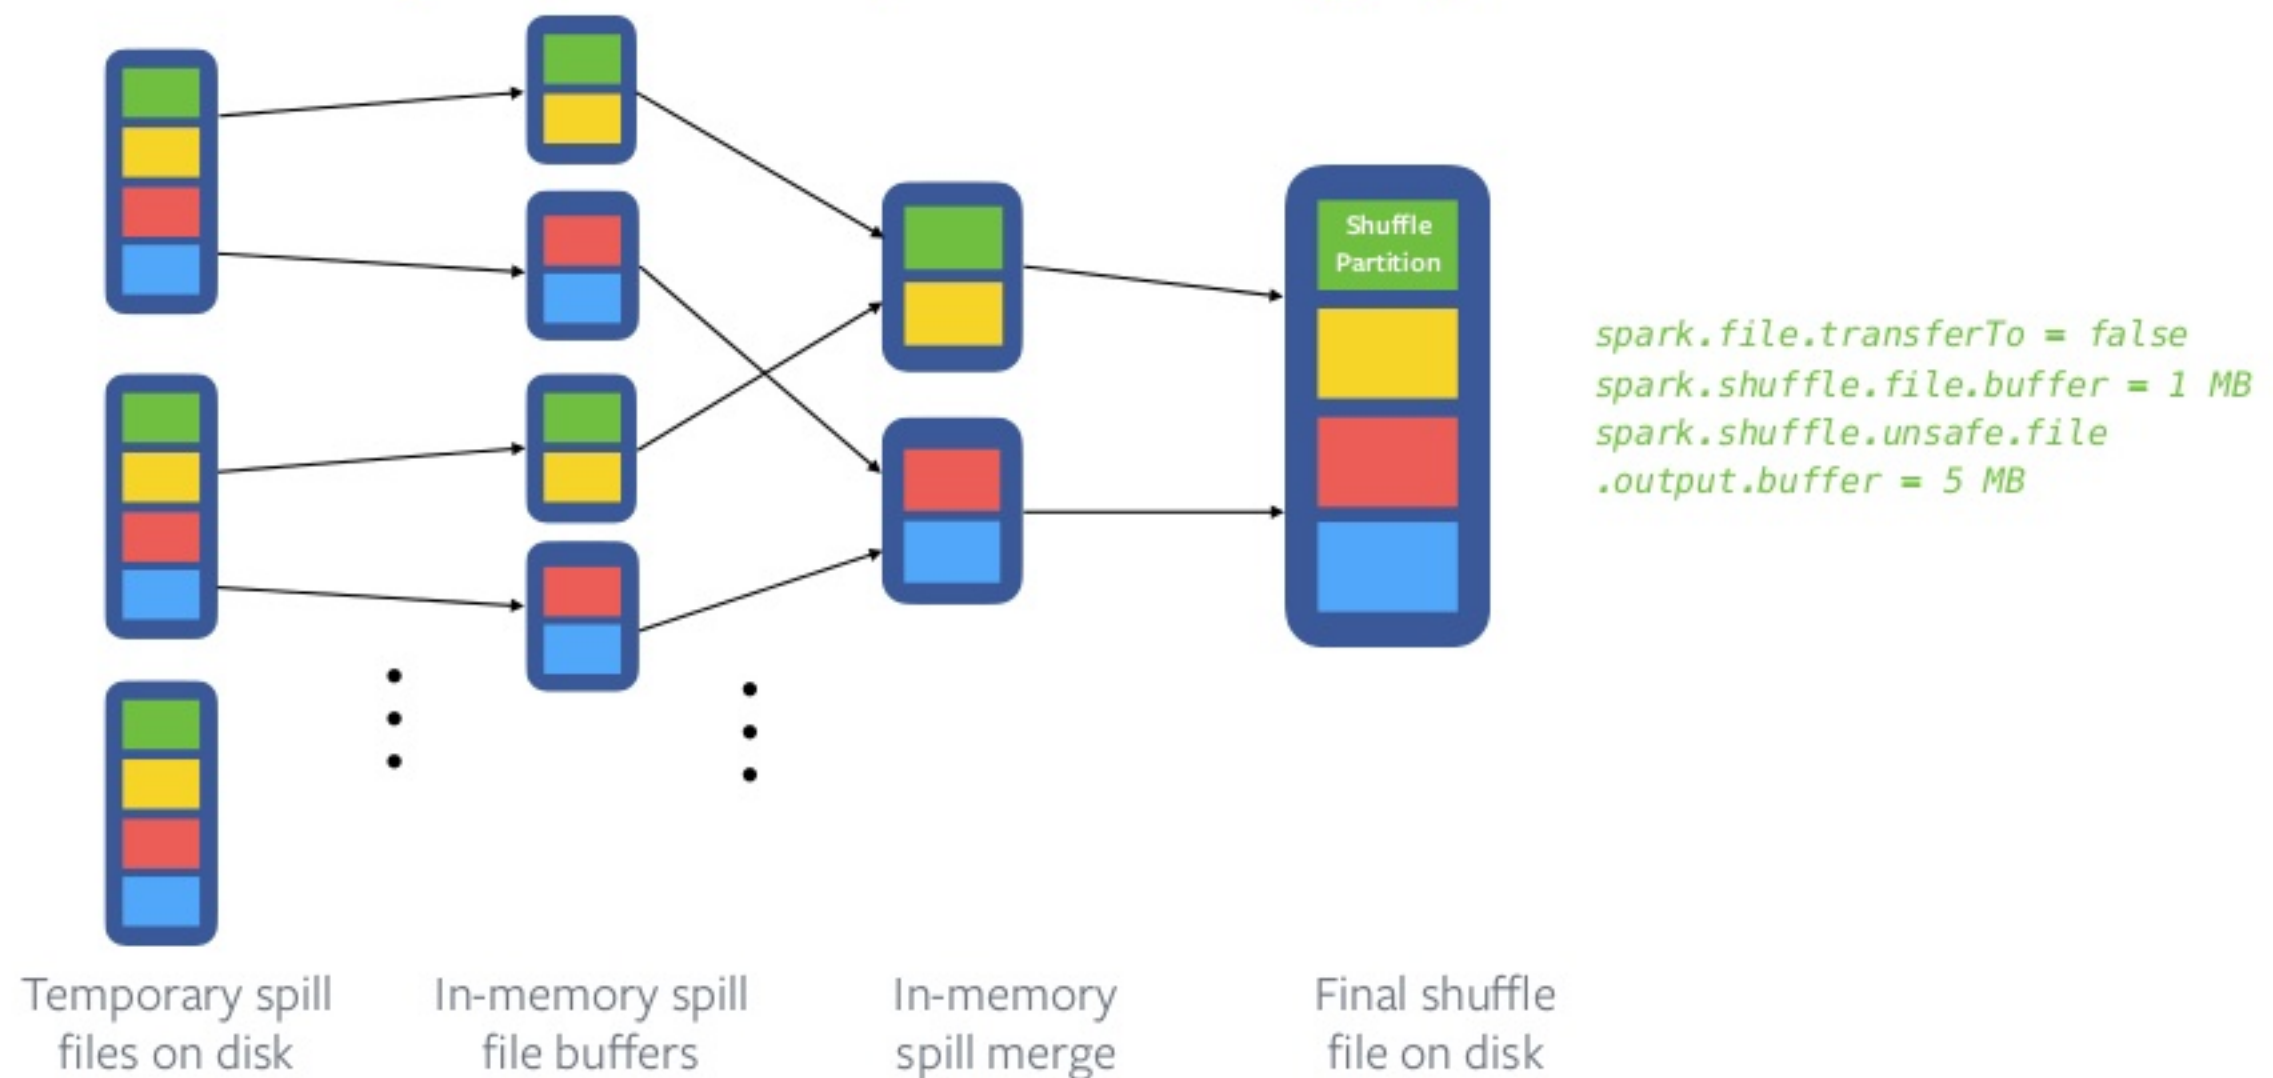 Shuffle
Partition
spark.file.transferTo = false
spark.shuffle.file.buffer = 1 MB
spark.shuffle.unsafe.file
.output.buffer = 5 MB
Temporary spill
files on disk
In-memory spill
file buffers
In-memory
spill merge
Final shuffle
file on disk